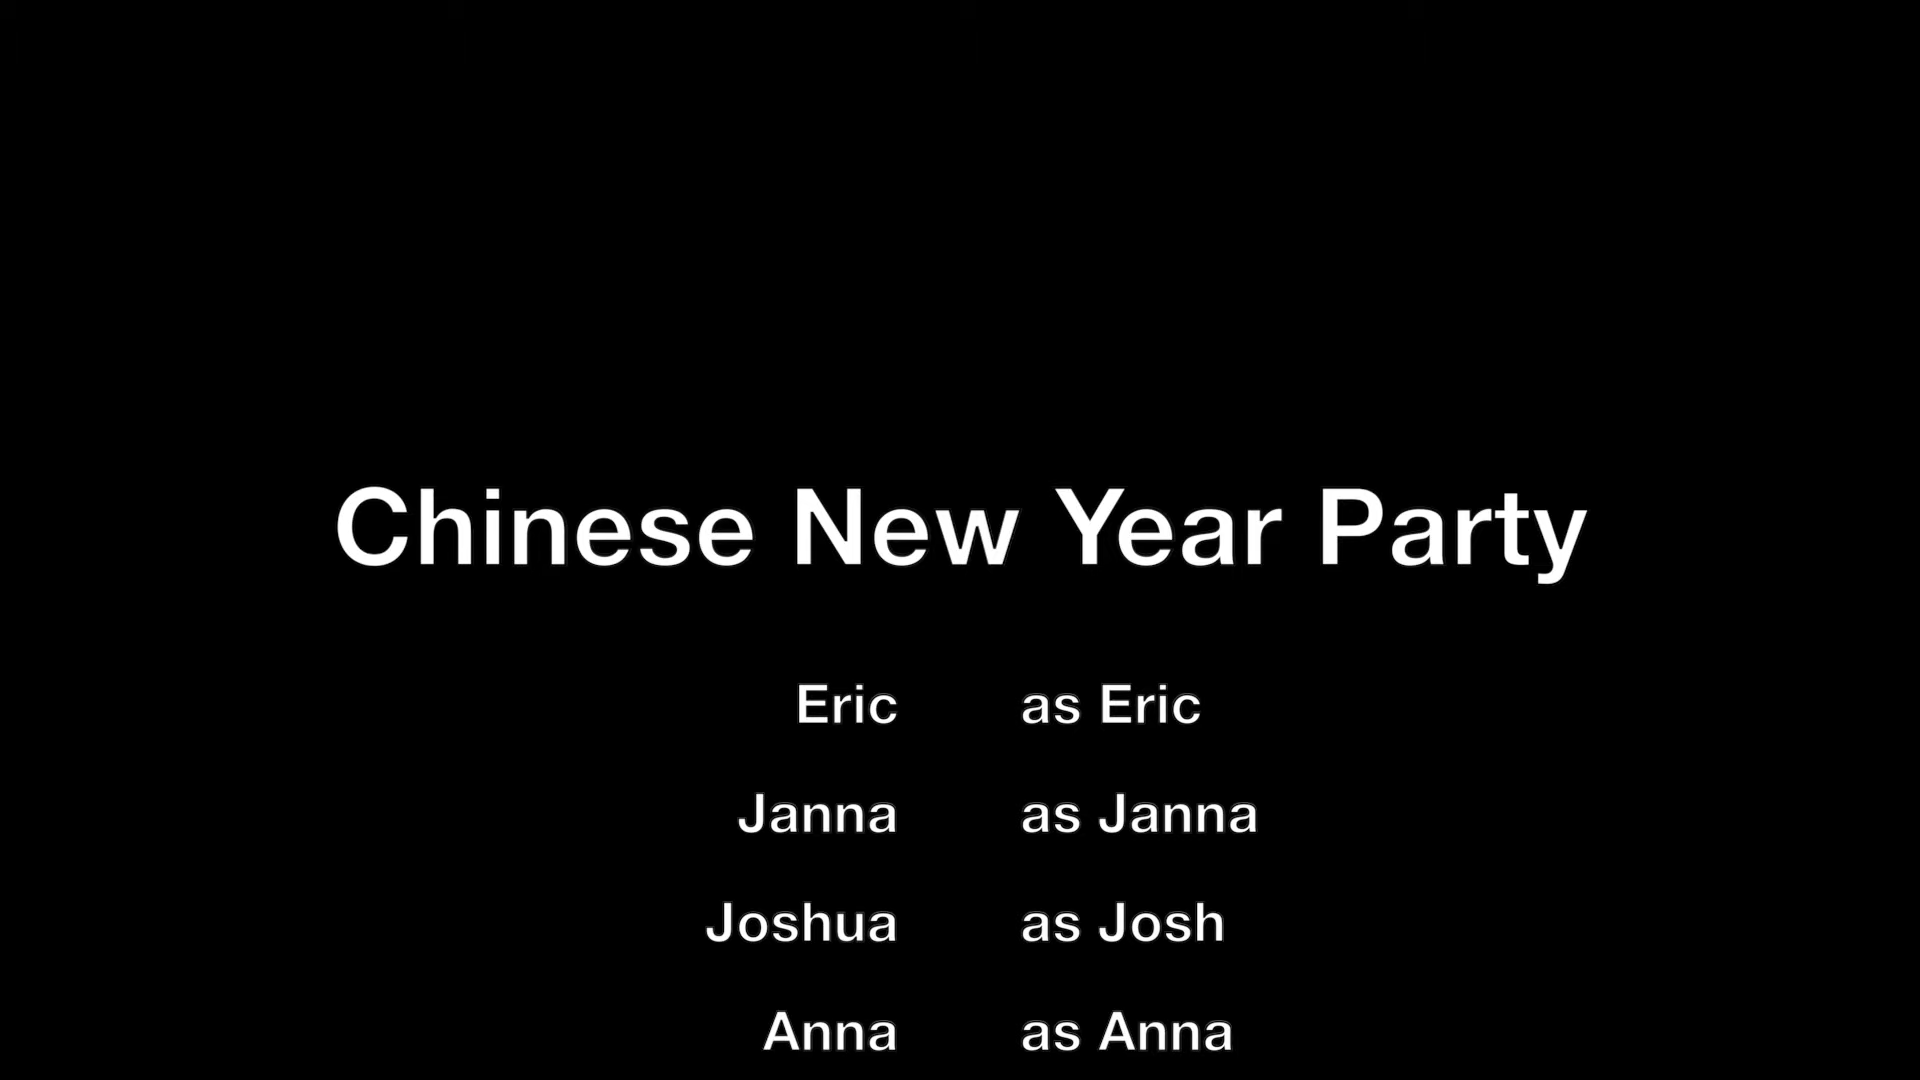 Chinese New Year Party
Eric as Eric
Janna as Janna
Joshua as Josh
Anna as Anna